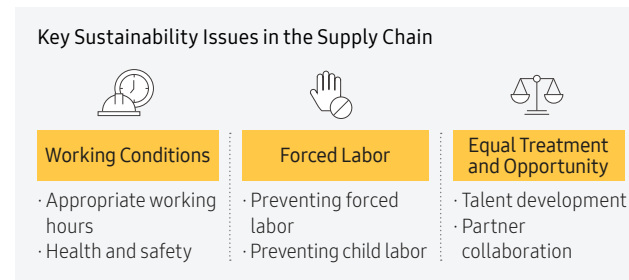 Key Sustainability Issues in the Supply Chain
Working Conditions
· Appropriate working
hours
· Health and safety
Forced Labor
· Preventing forced
labor
· Preventing child labor
Equal Treatment
and Opportunity
· Talent development
· Partner
collaboration